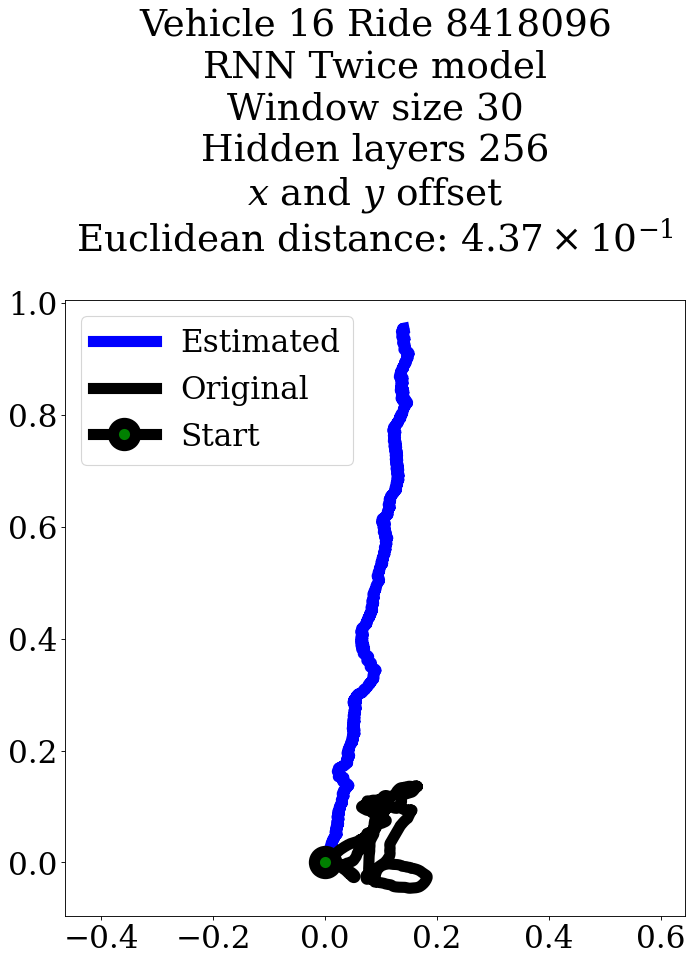 Vehicle 16 Ride 8418096
RNN Twice model
Window size 30
Hidden layers 256
x and y offset
Euclidean distance: 4.37 × 10⁻¹
1.0
0.8
0.6
0.4
0.2
0.0
Estimated
Original
Start
−0.4 −0.2 0.0 0.2 0.4 0.6